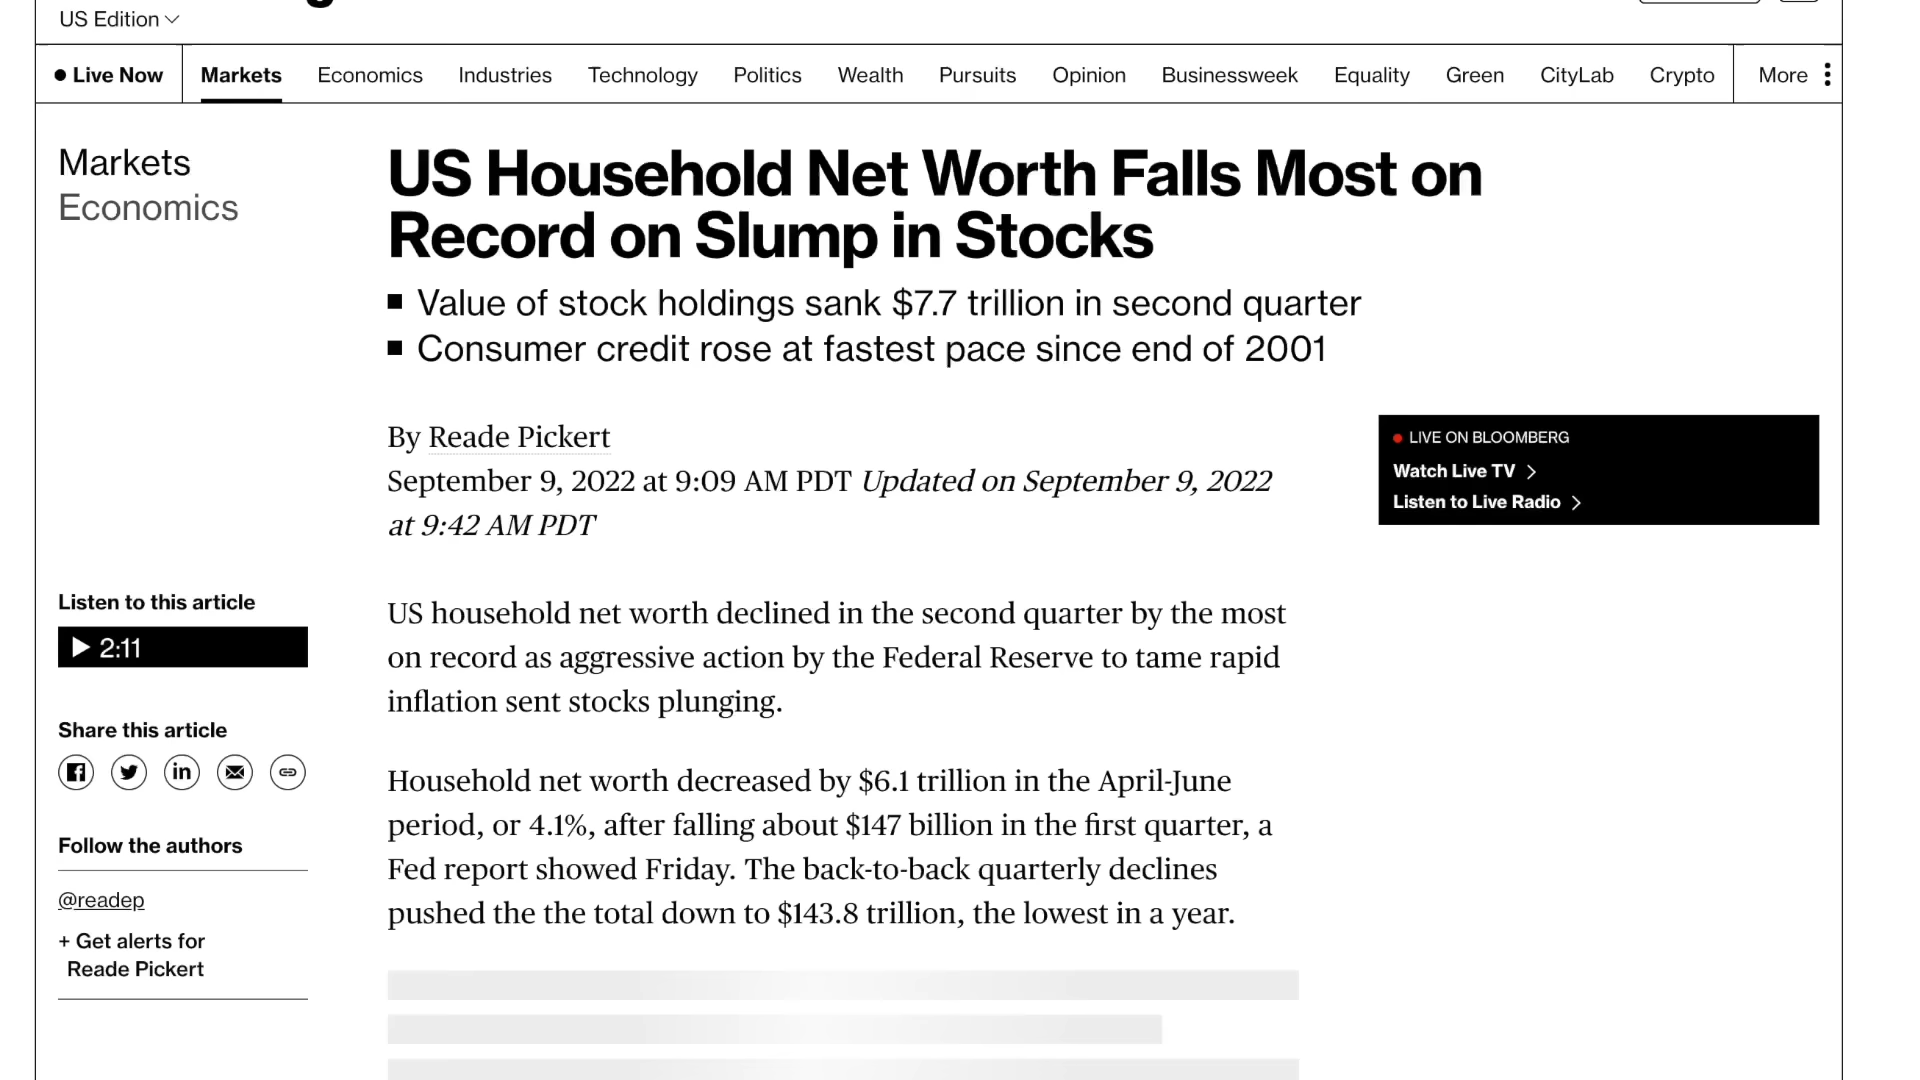 US Edition
Live Now
Markets
Economics
Industries
Technology
Politics
Wealth
Pursuits
Opinion
Businessweek
Equality
Green
CityLab
Crypto
More
Markets
Economics
US Household Net Worth Falls Most on
Record on Slump in Stocks
Value of stock holdings sank $7.7 trillion in second quarter
Consumer credit rose at fastest pace since end of 2001
By Reade Pickert
September 9, 2022 at 9:09 AM PDT Updated on September 9, 2022
at 9:42 AM PDT
LIVE ON BLOOMBERG
Watch Live TV
Listen to Live Radio
Listen to this article
2:11
Share this article
Follow the authors
@readep
+ Get alerts for
Reade Pickert
US household net worth declined in the second quarter by the most
on record as aggressive action by the Federal Reserve to tame rapid
inflation sent stocks plunging.
Household net worth decreased by $6.1 trillion in the April-June
period, or 4.1%, after falling about $147 billion in the first quarter, a
Fed report showed Friday. The back-to-back quarterly declines
pushed the the total down to $143.8 trillion, the lowest in a year.